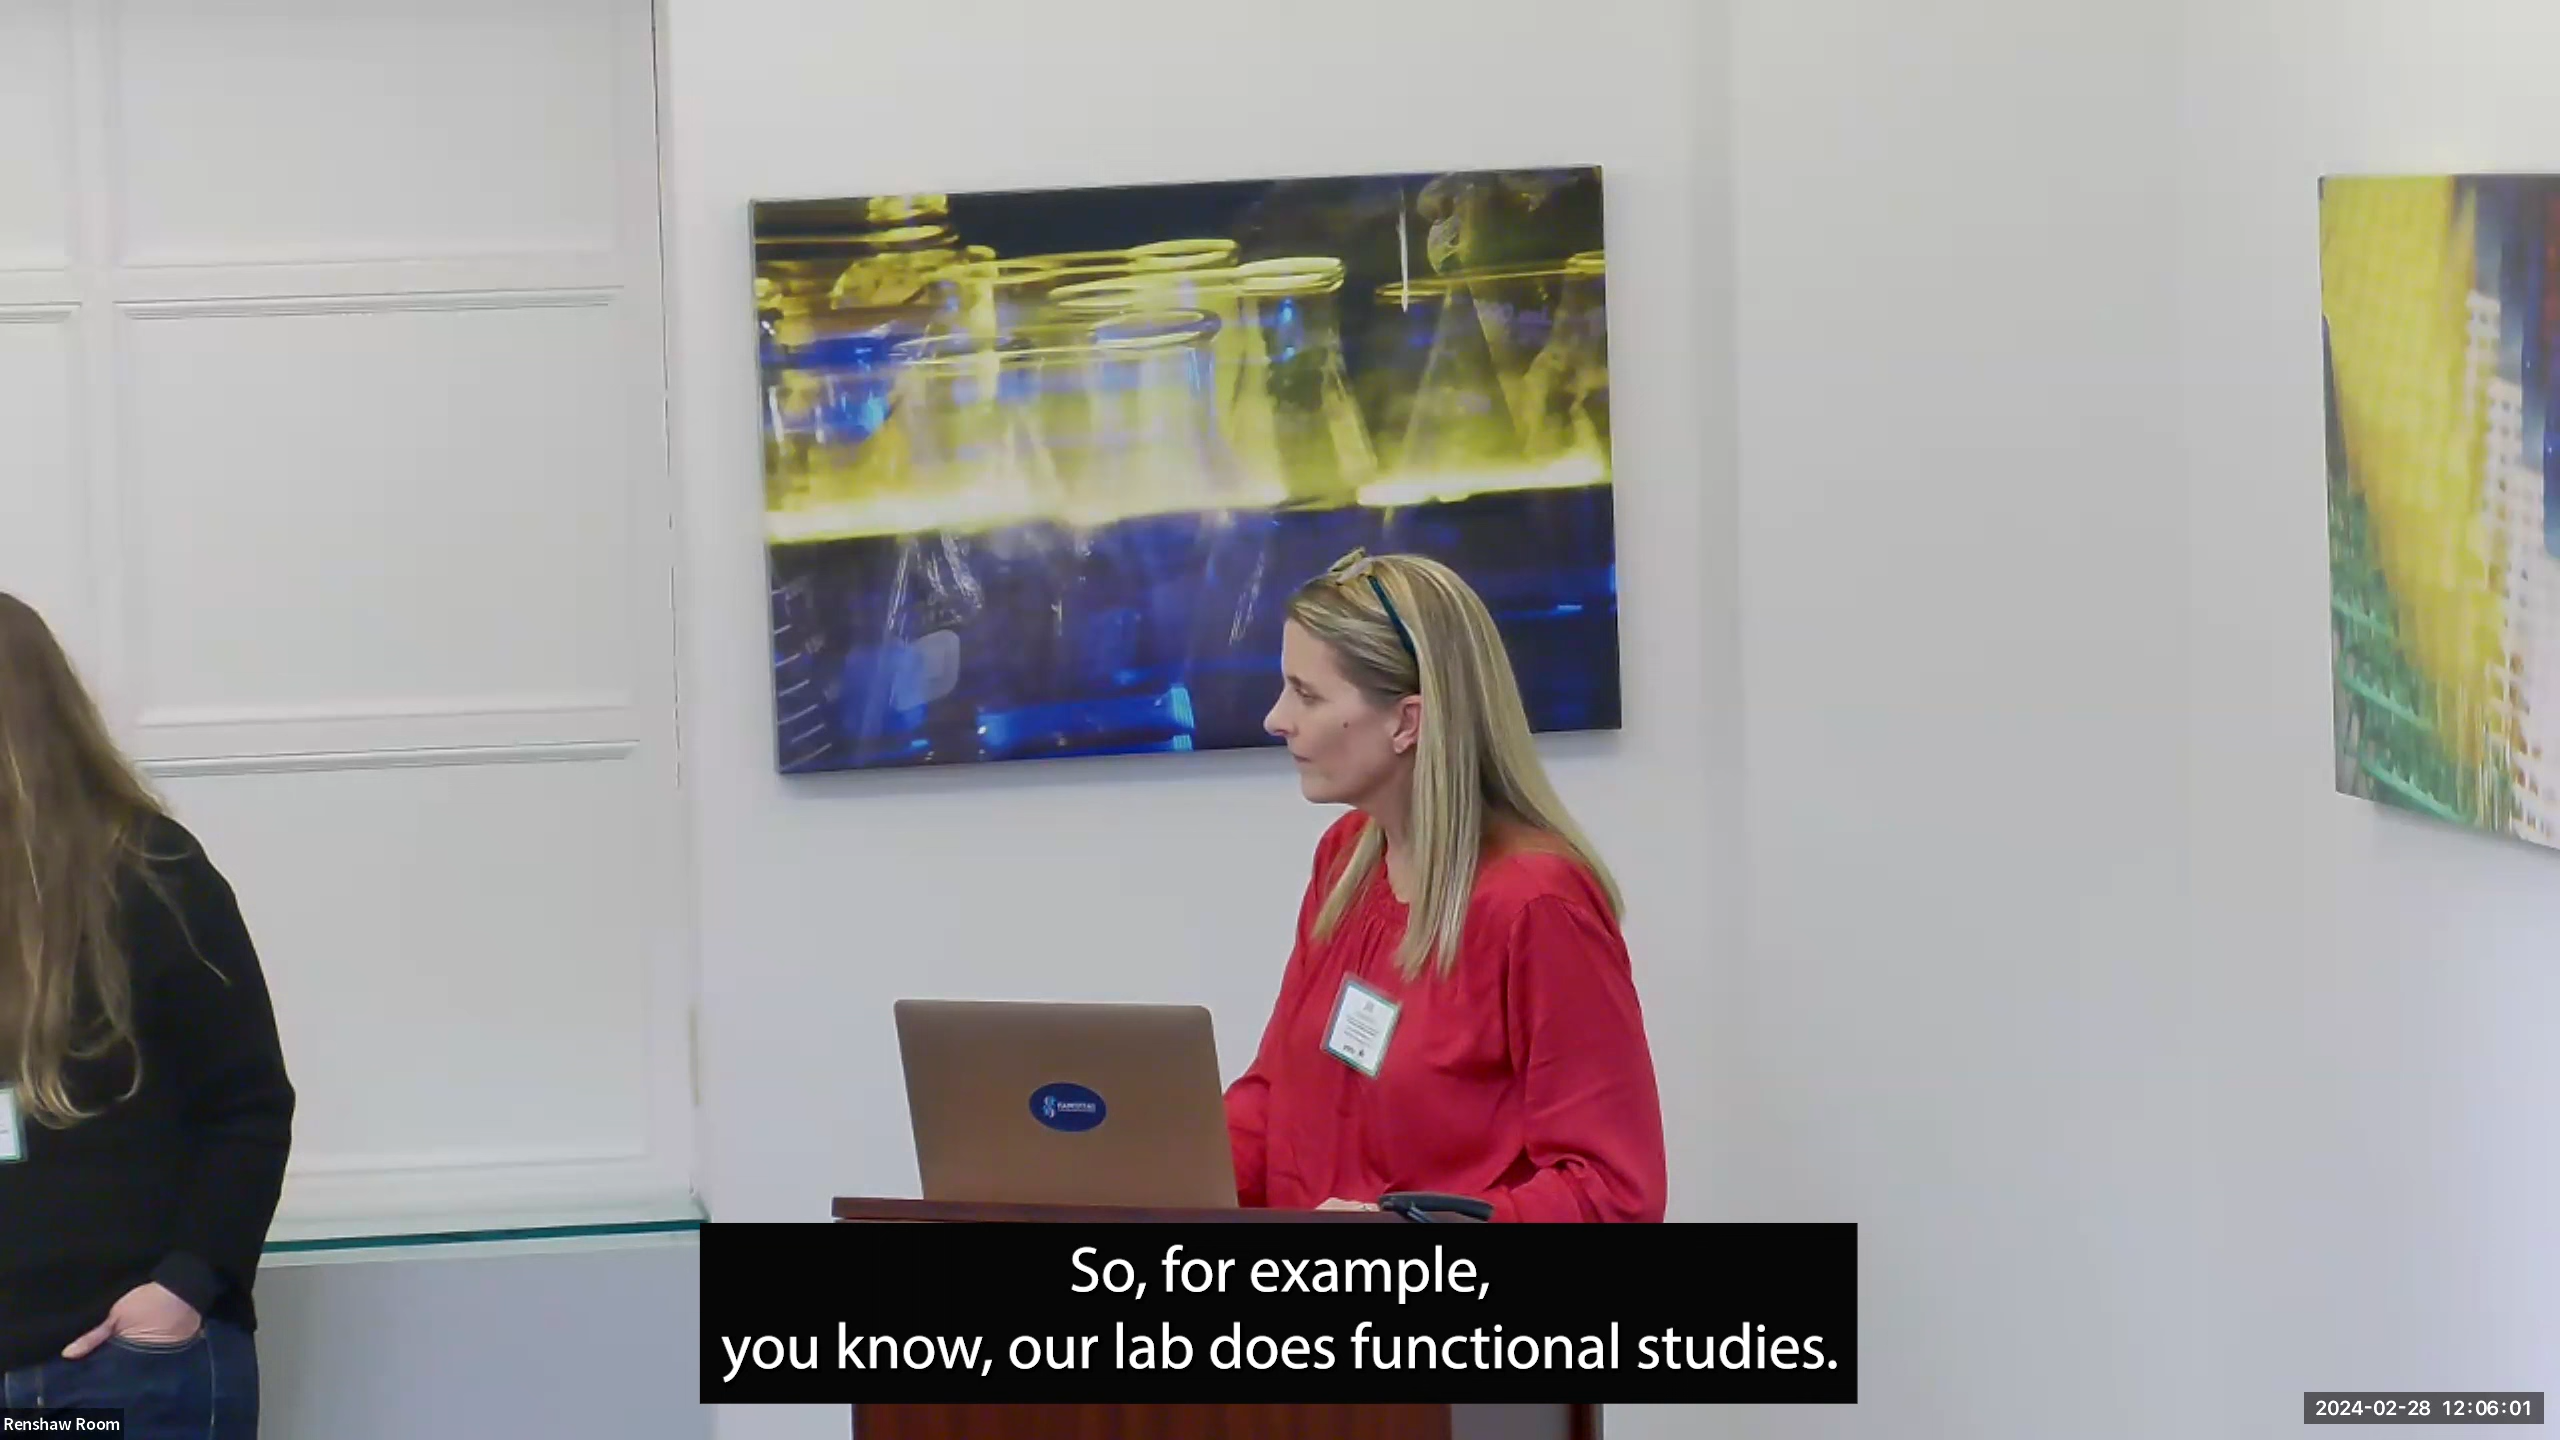 So, for example,
you know, our lab does functional studies.
Renshaw Room
2024-02-28 12:06:01